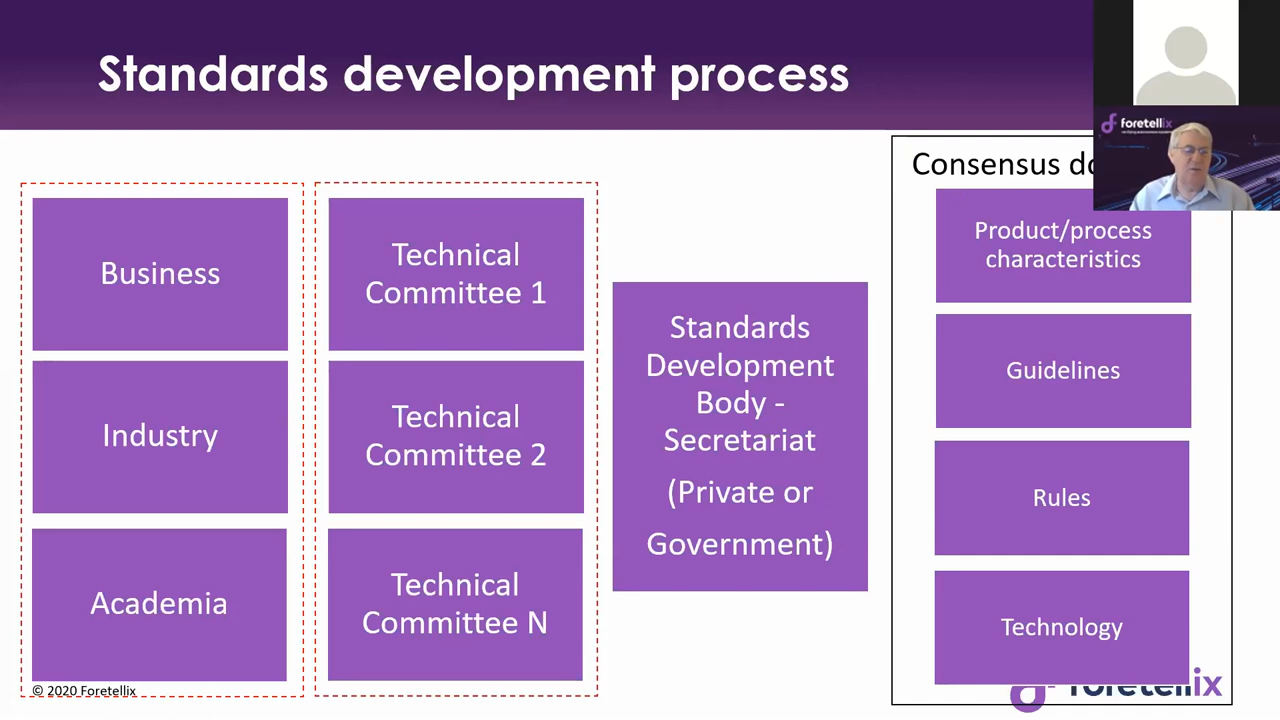 Standards development process
foretellix
Consensus
Business
Industry
Academia
Technical
Committee 1
Technical
Committee 2
Technical
Committee N
Standards
Development
Body -
Secretariat
(Private or
Government)
Product/process
characteristics
Guidelines
Rules
Technology
© 2020 Foretellix
foretellix